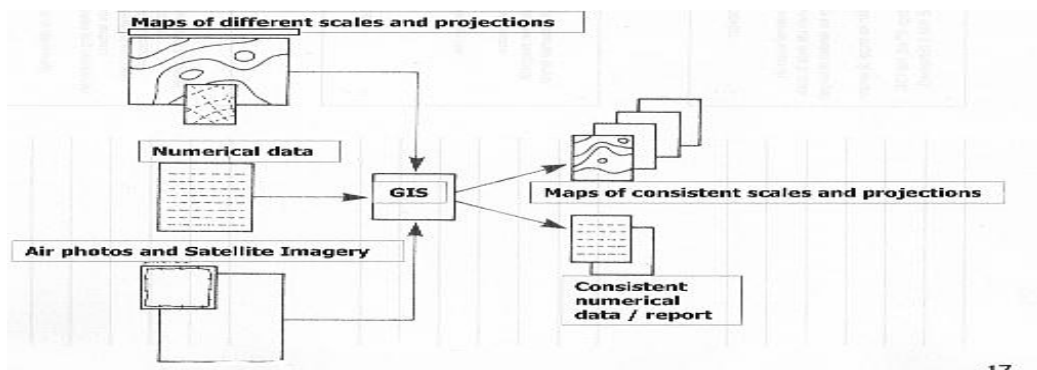 Maps of different scales and projections
Numerical data
GIS
Maps of consistent scales and projections
Air photos and Satellite Imagery
Consistent
numerical
data / report